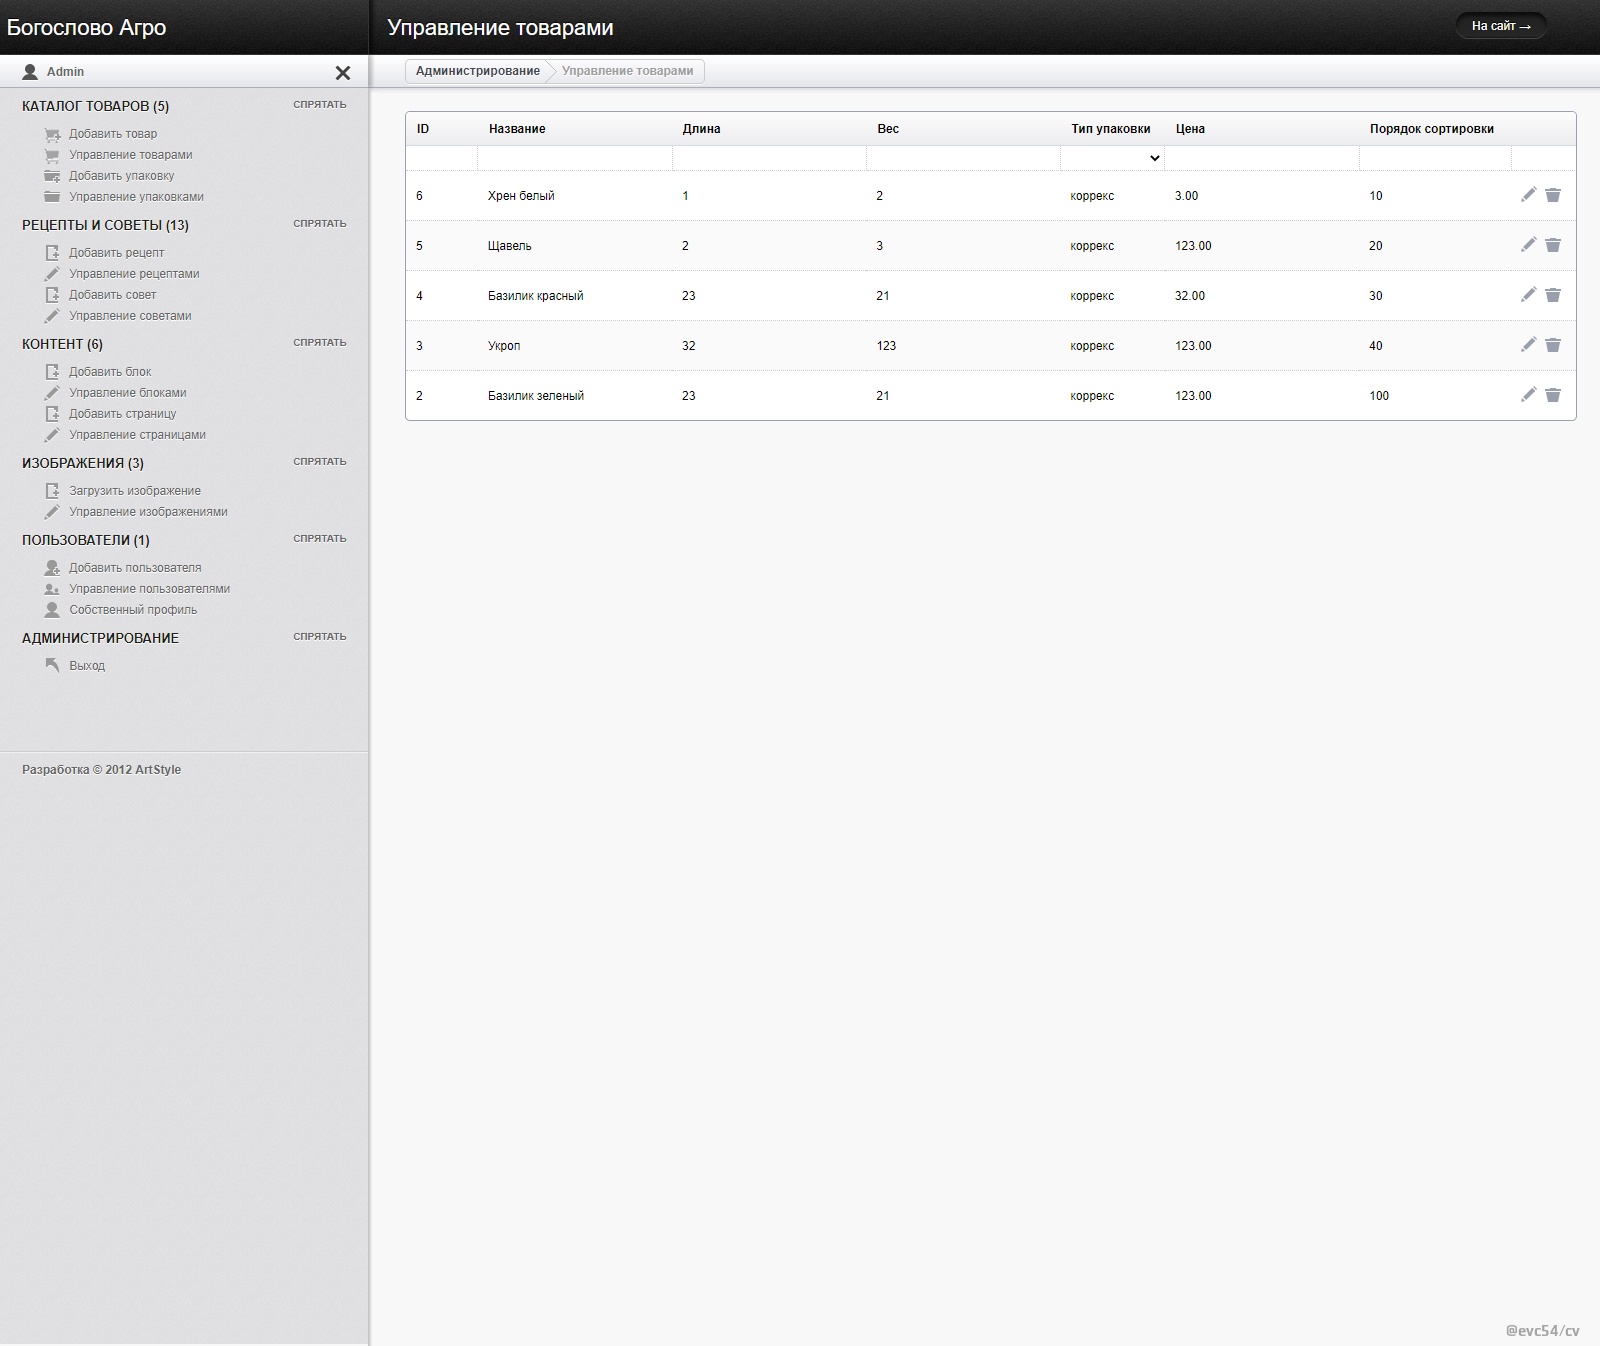 Богослово Агро
Управление товарами
На сайт →
Admin
Администрирование
Управление товарами
КАТАЛОГ ТОВАРОВ (5)
СПРЯТАТЬ
Добавить товар
Управление товарами
Добавить упаковку
Управление упаковками
РЕЦЕПТЫ И СОВЕТЫ (13)
СПРЯТАТЬ
Добавить рецепт
Управление рецептами
Добавить совет
Управление советами
КОНТЕНТ (6)
СПРЯТАТЬ
Добавить блок
Управление блоками
Добавить страницу
Управление страницами
ИЗОБРАЖЕНИЯ (3)
СПРЯТАТЬ
Загрузить изображение
Управление изображениями
ПОЛЬЗОВАТЕЛИ (1)
СПРЯТАТЬ
Добавить пользователя
Управление пользователями
Собственный профиль
АДМИНИСТРИРОВАНИЕ
СПРЯТАТЬ
Выход
Разработка © 2012 ArtStyle
ID Название Длина Вес Тип упаковки Цена Порядок сортировки
6 Хрен белый 1 2 коррекс 3.00 10
5 Щавель 2 3 коррекс 123.00 20
4 Базилик красный 23 21 коррекс 32.00 30
3 Укроп 32 123 коррекс 123.00 40
2 Базилик зеленый 23 21 коррекс 123.00 100
@evc54/cv